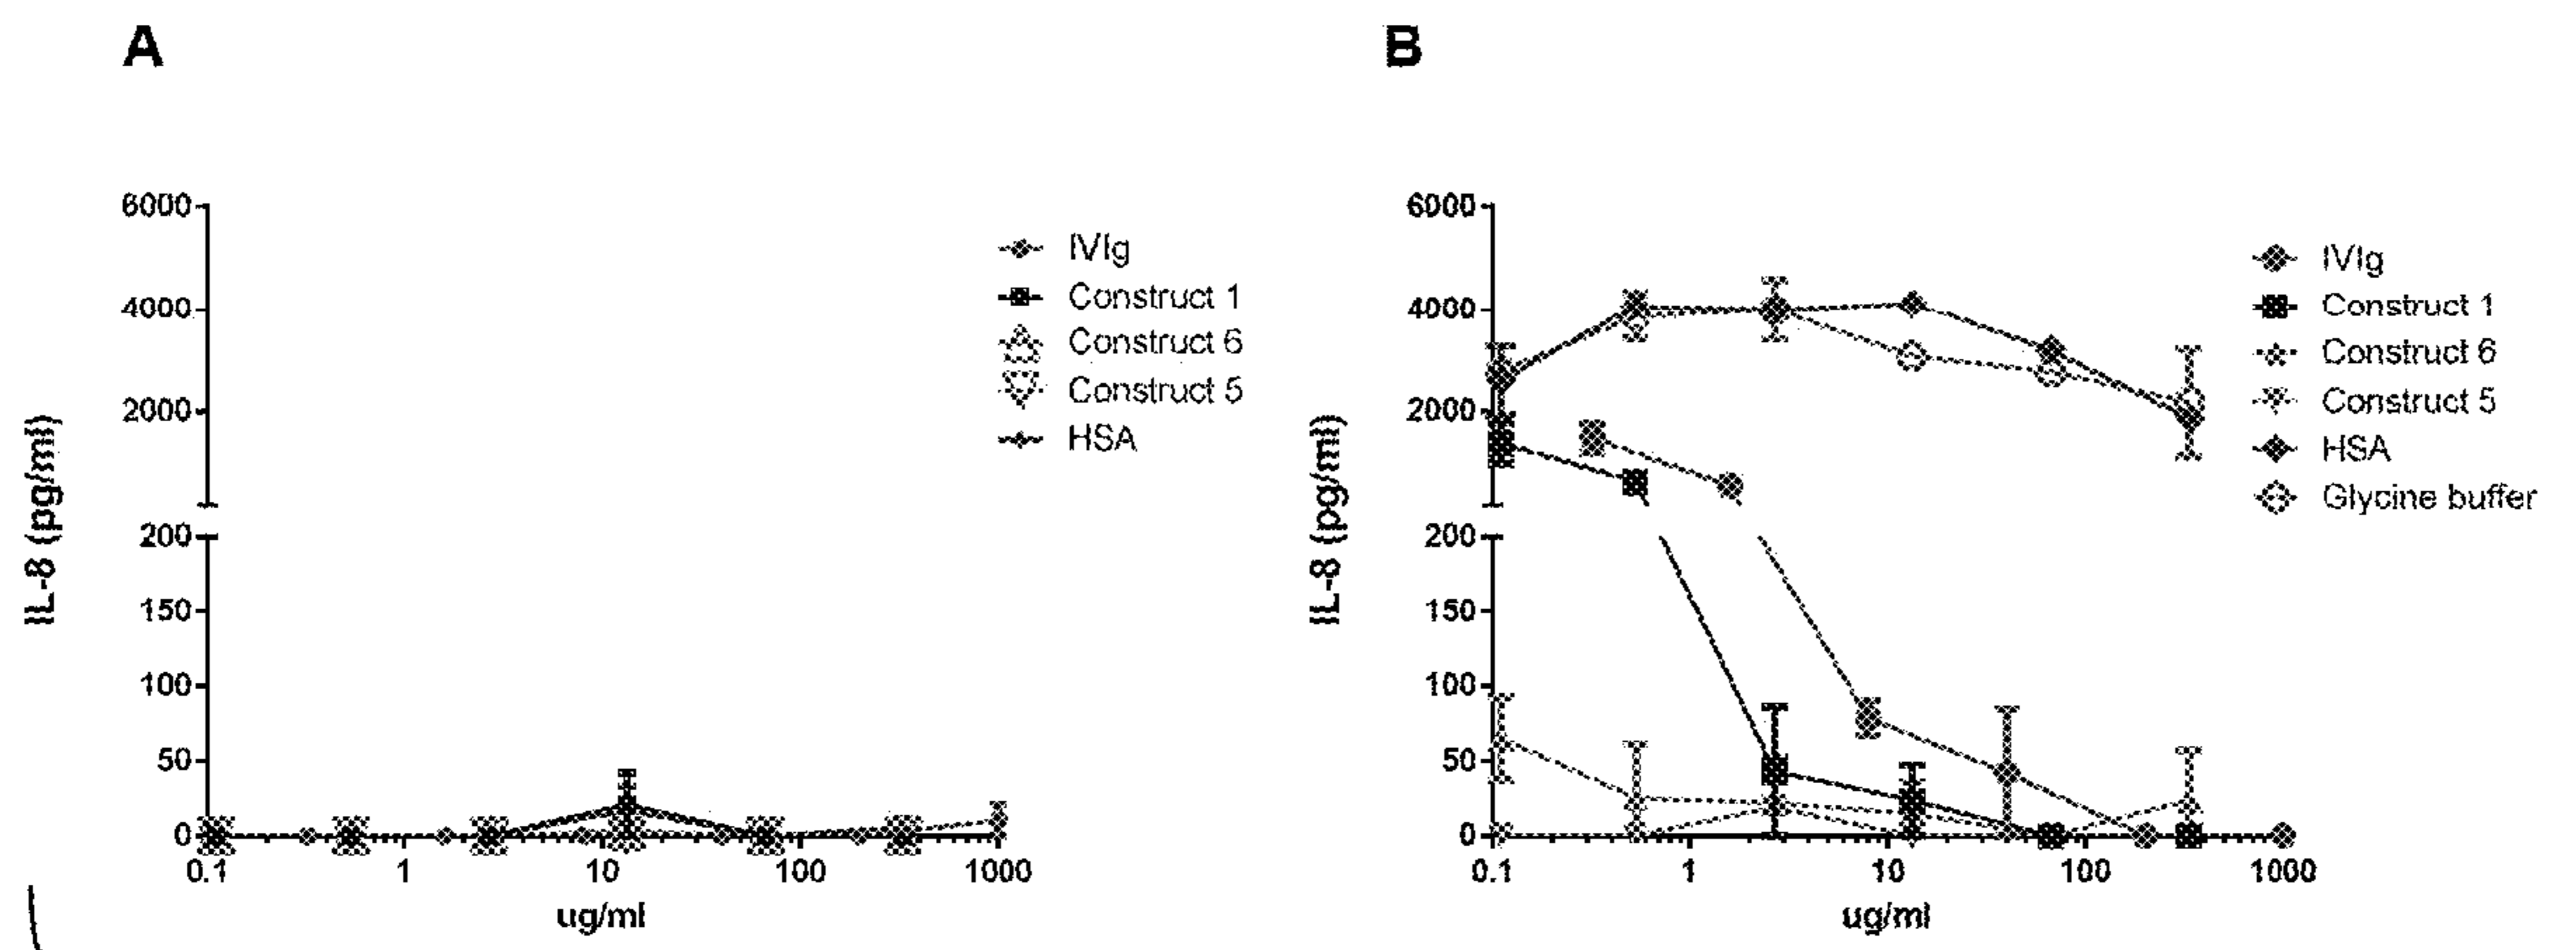 A
6000
4000
2000
200
150
100
50
0
IL-8 (pg/ml)
0.1 1 10 100 1000
ug/ml
IVIg
Construct 1
Construct 6
Construct 5
HSA
B
6000
4000
2000
200
150
100
50
0
IL-8 (pg/ml)
0.1 1 10 100 1000
ug/ml
IVIg
Construct 1
Construct 6
Construct 5
HSA
Glycine buffer